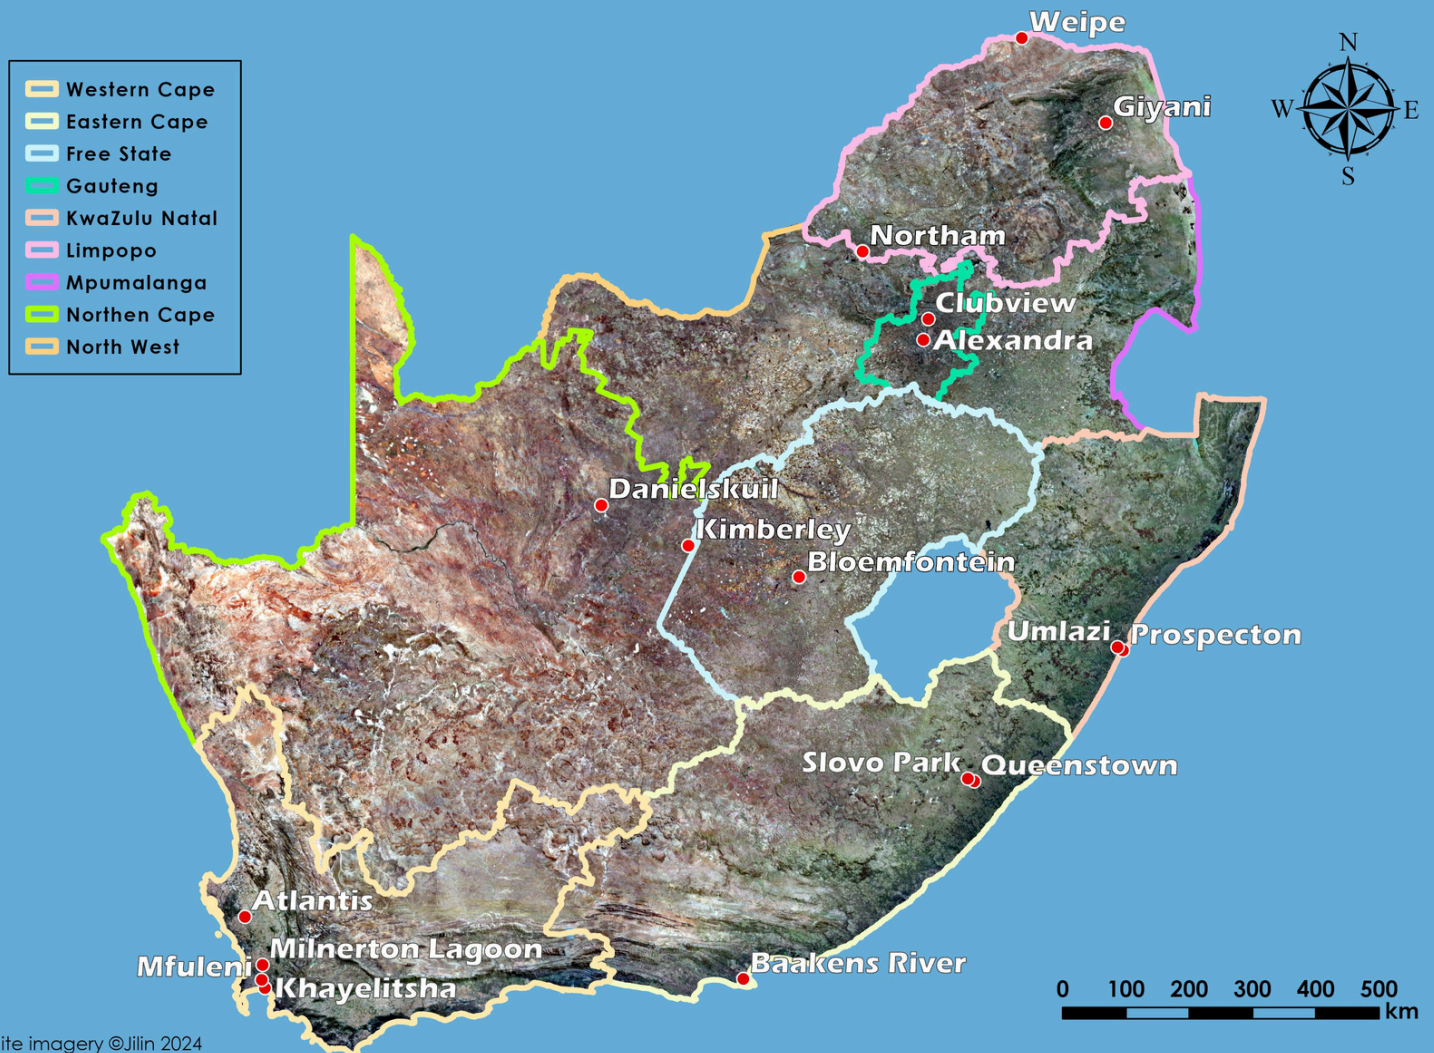 Weipe
N
W
E
S
Giyani
Western Cape
Eastern Cape
Free State
Gauteng
KwaZulu Natal
Limpopo
Mpumalanga
Northen Cape
North West
Northam
Clubview
Alexandra
Danielskuil
Kimberley
Bloemfontein
Umlazi
Prospecton
Slovo Park
Queenstown
Atlantis
Milnerton Lagoon
Mfuleni
Khayelitsha
Baakens River
0 100 200 300 400 500
km
ite imagery ©Jilin 2024